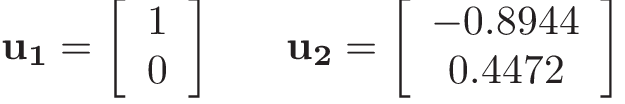 u₁ = [ 1 0 ] u₂ = [ −0.8944 0.4472 ]